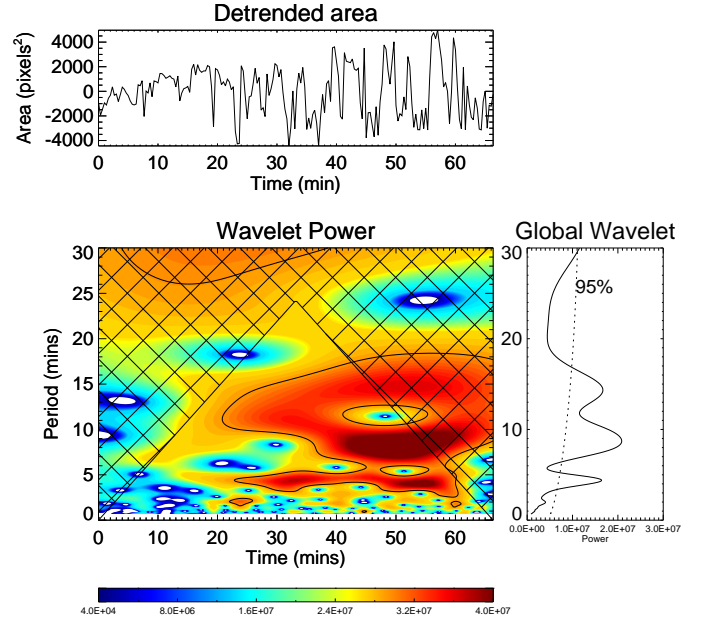 Detrended area
4000
2000
0
-2000
-4000
Area (pixels²)
0 10 20 30 40 50 60
Time (min)
Wavelet Power
Global Wavelet
30
25
20
15
10
5
0
Period (mins)
0 10 20 30 40 50 60
Time (mins)
30
20
10
0
95%
0.0E+00 1.0E+07 2.0E+07 3.0E+07
Power
4.0E+04 8.0E+06 1.6E+07 2.4E+07 3.2E+07 4.0E+07